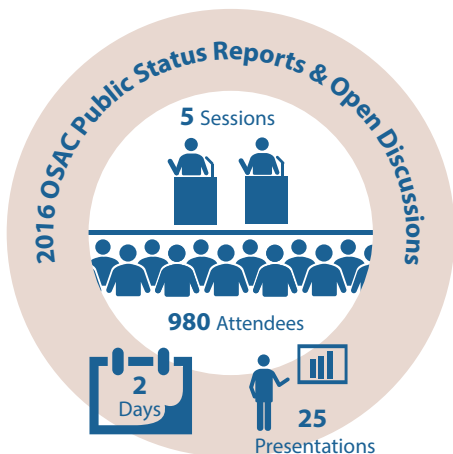 2016 OSAC Public Status Reports & Open Discussions
5 Sessions
980 Attendees
2
Days
25
Presentations